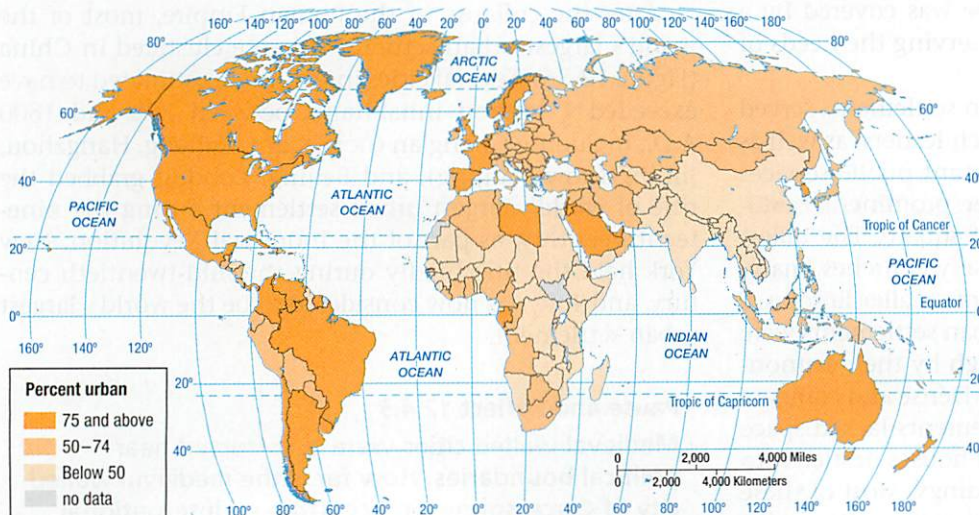 160° 140° 120° 100° 80° 60° 40° 20° 0° 20° 40° 60° 80° 100° 120° 140° 160° 180°
80° 80°
ARCTIC
OCEAN
60° 60°
40° 40°
PACIFIC
OCEAN
ATLANTIC
OCEAN
20° Tropic of Cancer 20°
PACIFIC
OCEAN
Equator
0° 0°
160° 140° 120°
INDIAN
OCEAN
ATLANTIC
OCEAN
20° Tropic of Capricorn 20°
Percent urban
75 and above
50–74
Below 50
no data
40° 40°
0 2,000 4,000 Miles
0 2,000 4,000 Kilometers
100° 80° 60° 40° 20° 0° 20° 40° 60° 80° 100° 120° 140° 160° 180°